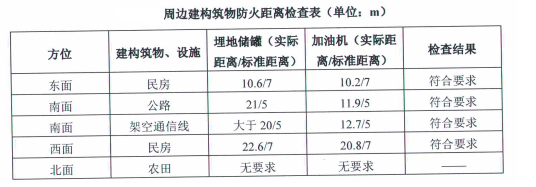 周边建构筑物防火距离检查表（单位：m）
方位 建构筑物、设施 埋地储罐（实际距离/标准距离） 加油机（实际距离/标准距离） 检查结果
东面 民房 10.6/7 10.2/7 符合要求
南面 公路 21/5 11.9/5 符合要求
南面 架空通信线 大于 20/5 12.7/5 符合要求
西面 民房 22.6/7 20.8/7 符合要求
北面 农田 无要求 无要求 ——